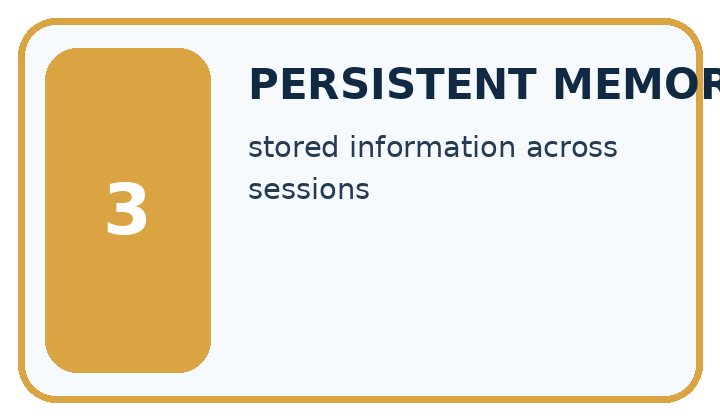 3
PERSISTENT MEMOR
stored information across
sessions